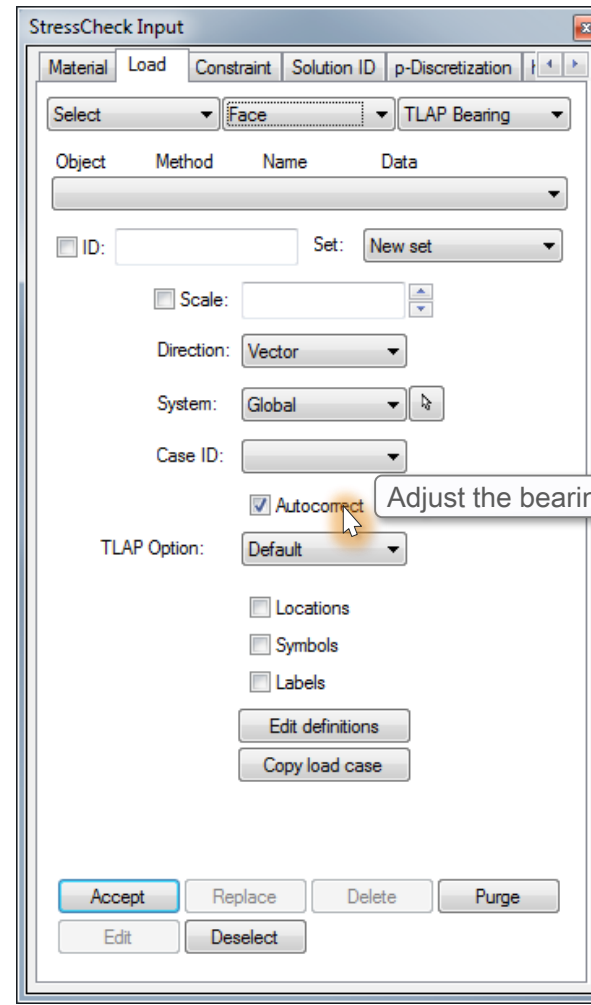 StressCheck Input
Material Load Constraint Solution ID p-Discretization
Select Face TLAP Bearing
Object Method Name Data
ID: Set: New set
Scale:
Direction: Vector
System: Global
Case ID:
Autocorrect
Adjust the bearin
TLAP Option: Default
Locations
Symbols
Labels
Edit definitions
Copy load case
Accept Replace Delete Purge
Edit Deselect